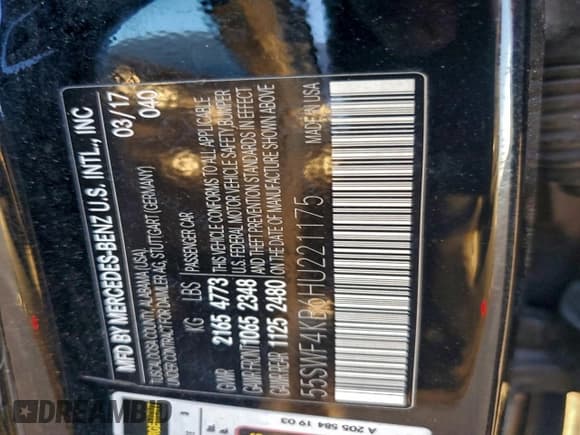 MFD BY MERCEDES-BENZ U.S. INTL., INC
TUSCALOOSA COUNTY, ALABAMA (USA)
UNDER CONTRACT FOR DAIMLER AG, STUTTGART (GERMANY)
03/17
040
KG LBS PASSENGER CAR
GVWR 2165 4773 THIS VEHICLE CONFORMS TO ALL APPLICABLE
GAWR FRONT 1065 2348 U.S. FEDERAL MOTOR VEHICLE SAFETY, BUMPER
GAWR REAR 1125 2480 AND THEFT PREVENTION STANDARDS IN EFFECT
ON THE DATE OF MANUFACTURE SHOWN ABOVE
55SWF4KB6HU221175 MADE IN USA
A 205 584 19 03
DREAMBID